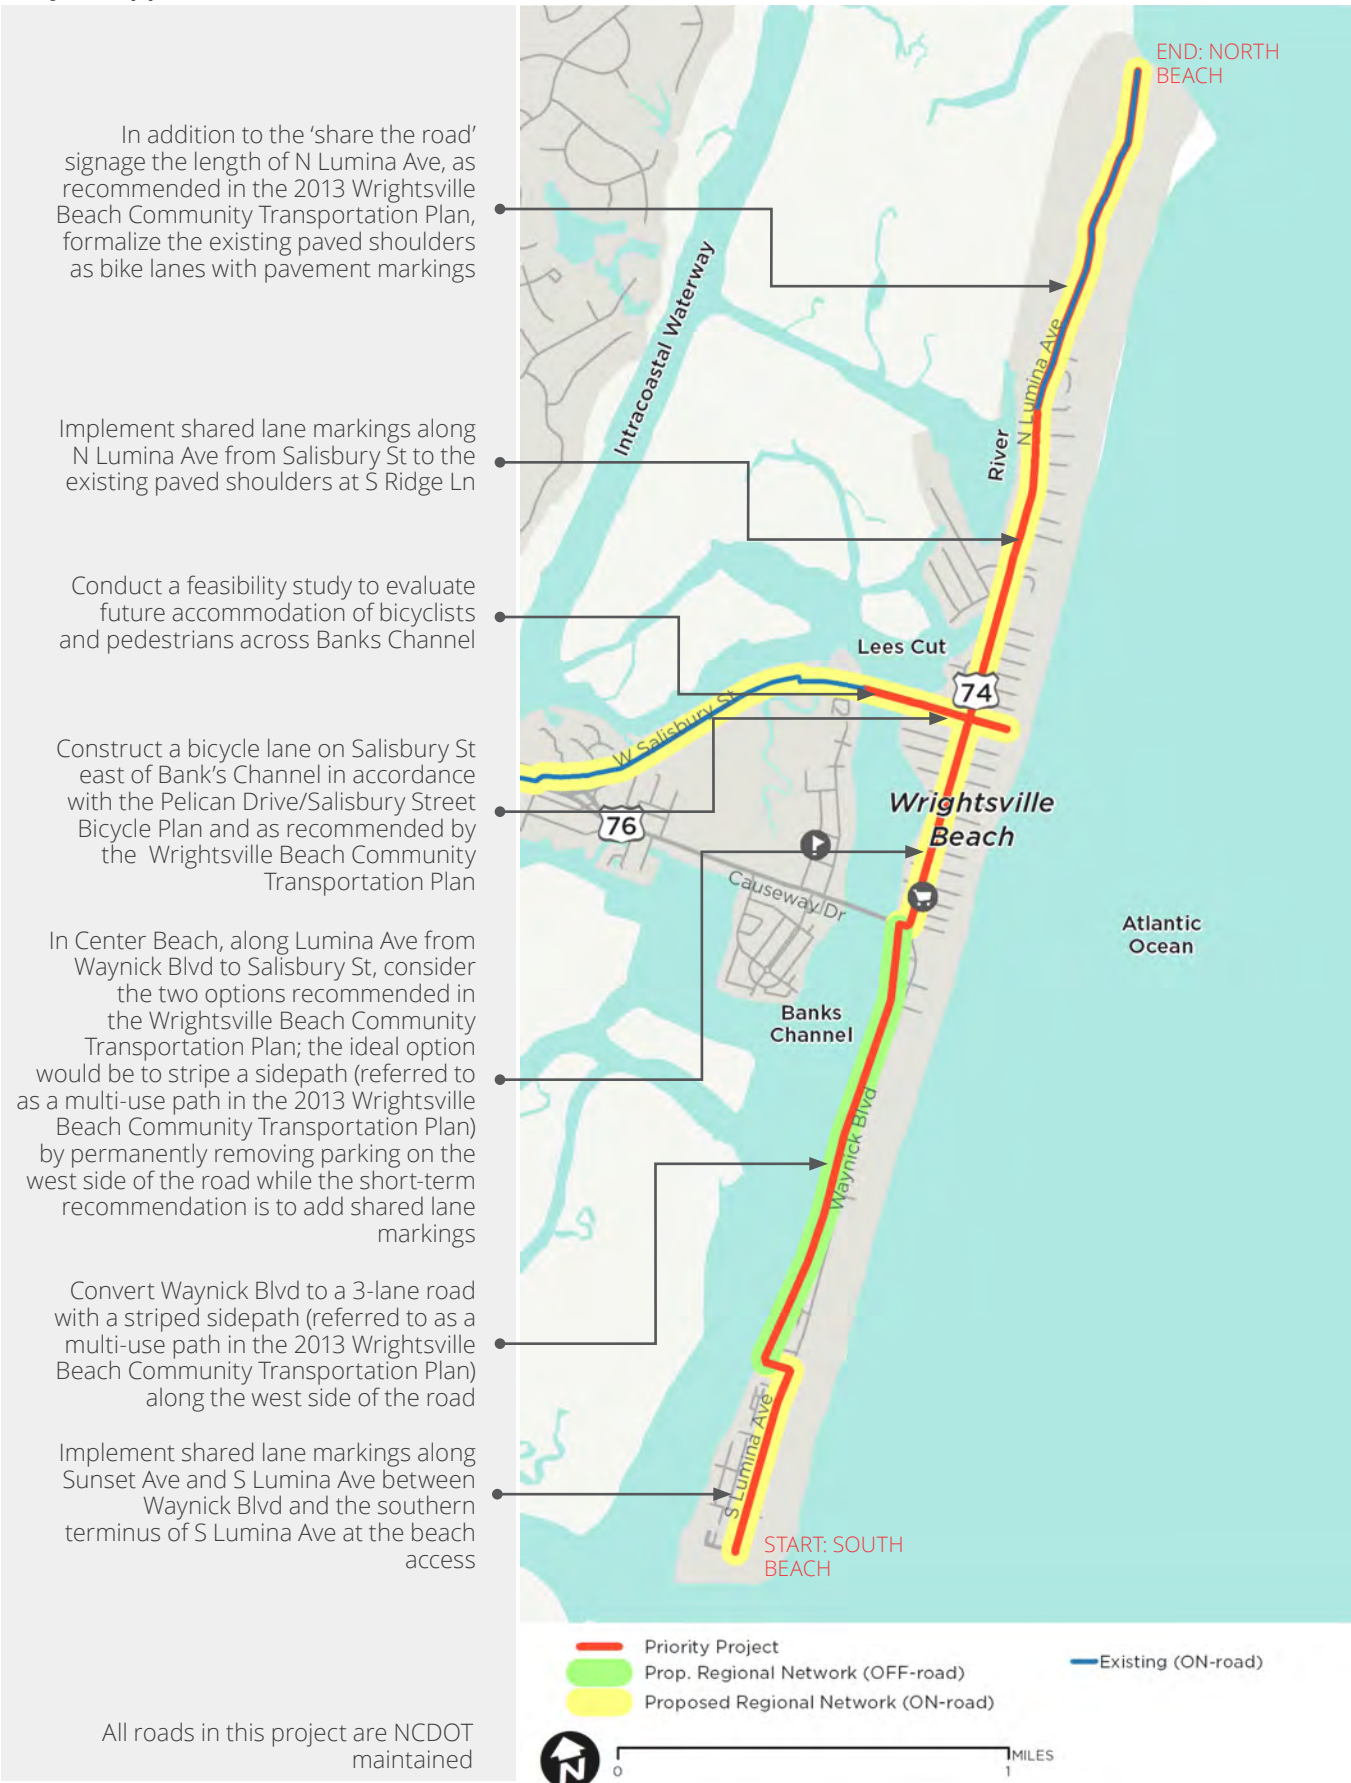 In addition to the ‘share the road’
signage the length of N Lumina Ave, as
recommended in the 2013 Wrightsville
Beach Community Transportation Plan,
formalize the existing paved shoulders
as bike lanes with pavement markings
Implement shared lane markings along
N Lumina Ave from Salisbury St to the
existing paved shoulders at S Ridge Ln
Conduct a feasibility study to evaluate
future accommodation of bicyclists
and pedestrians across Banks Channel
Construct a bicycle lane on Salisbury St
east of Bank’s Channel in accordance
with the Pelican Drive/Salisbury Street
Bicycle Plan and as recommended by
the Wrightsville Beach Community
Transportation Plan
In Center Beach, along Lumina Ave from
Waynick Blvd to Salisbury St, consider
the two options recommended in
the Wrightsville Beach Community
Transportation Plan; the ideal option
would be to stripe a sidepath (referred to
as a multi-use path in the 2013 Wrightsville
Beach Community Transportation Plan)
by permanently removing parking on the
west side of the road while the short-term
recommendation is to add shared lane
markings
Convert Waynick Blvd to a 3-lane road
with a striped sidepath (referred to as a
multi-use path in the 2013 Wrightsville
Beach Community Transportation Plan)
along the west side of the road
Implement shared lane markings along
Sunset Ave and S Lumina Ave between
Waynick Blvd and the southern
terminus of S Lumina Ave at the beach
access
All roads in this project are NCDOT
maintained
END: NORTH
BEACH
Intracoastal Waterway
N Lumina Ave
River
Lees Cut
74
W Salisbury St
76
Wrightsville
Beach
Causeway Dr
Atlantic
Ocean
Banks
Channel
Waynick Blvd
S Lumina Ave
START: SOUTH
BEACH
Priority Project
Prop. Regional Network (OFF-road)
Proposed Regional Network (ON-road)
Existing (ON-road)
N
MILES
0
1